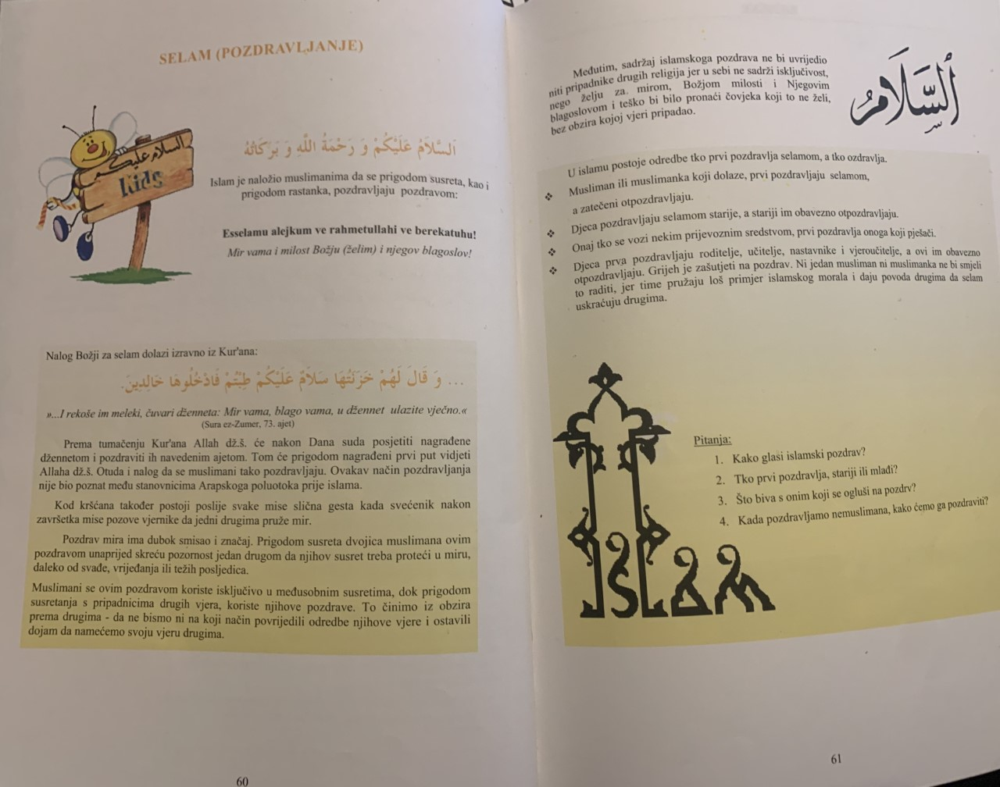 SELAM (POZDRAVLJANJE)
السلام عليكم
kids
اَلسَّلاَمُ عَلَيْكُمْ وَ رَحْمَةُ اللَّهِ وَ بَرَكَاتُهُ
Islam je naložio muslimanima da se prigodom susreta, kao i
prigodom rastanka, pozdravljaju pozdravom:
Esselamu alejkum ve rahmetullahi ve berekatuhu!
Mir vama i milost Božju (želim) i njegov blagoslov!
Nalog Božji za selam dolazi izravno iz Kur'ana:
... وَ قَالَ لَهُمْ خَزَنَتُهَا سَلاَمٌ عَلَيْكُمْ طِبْتُمْ فَادْخُلُوهَا خَالِدِينَ.
»...I rekoše im meleki, čuvari dženneta: Mir vama, blago vama, u džennet ulazite vječno.«
(Sura ez-Zumer, 73. ajet)
Prema tumačenju Kur'ana Allah dž.š. će nakon Dana suda posjetiti nagrađene
džennetom i pozdraviti ih navedenim ajetom. Tom će prigodom nagrađeni prvi put vidjeti
Allaha dž.š. Otuda i nalog da se muslimani tako pozdravljaju. Ovakav način pozdravljanja
nije bio poznat među stanovnicima Arapskoga poluotoka prije islama.
Kod kršćana također postoji poslije svake mise slična gesta kada svećenik nakon
završetka mise pozove vjernike da jedni drugima pruže mir.
Pozdrav mira ima dubok smisao i značaj. Prigodom susreta dvojica muslimana ovim
pozdravom unaprijed skreću pozornost jedan drugom da njihov susret treba proteći u miru,
daleko od svađe, vrijeđanja ili težih posljedica.
Muslimani se ovim pozdravom koriste isključivo u međusobnim susretima, dok prigodom
susretanja s pripadnicima drugih vjera, koriste njihove pozdrave. To činimo iz obzira
prema drugima - da ne bismo ni na koji način povrijedili odredbe njihove vjere i ostavili
dojam da namećemo svoju vjeru drugima.
60
Međutim, sadržaj islamskoga pozdrava ne bi uvrijedio
niti pripadnike drugih religija jer u sebi ne sadrži isključivost,
nego želju za mirom, Božjom milosti i Njegovim
blagoslovom i teško bi bilo pronaći čovjeka koji to ne želi,
bez obzira kojoj vjeri pripadao.
اَلسَّلاَمُ
U islamu postoje odredbe tko prvi pozdravlja selamom, a tko ozdravlja.
❖ Musliman ili muslimanka koji dolaze, prvi pozdravljaju selamom,
a zatečeni otpozdravljaju.
❖ Djeca pozdravljaju selamom starije, a stariji im obavezno otpozdravljaju.
❖ Onaj tko se vozi nekim prijevoznim sredstvom, prvi pozdravlja onoga koji pješači.
❖ Djeca prva pozdravljaju roditelje, učitelje, nastavnike i vjeroučitelje, a ovi im obavezno
otpozdravljaju. Grijeh je zašutjeti na pozdrav. Ni jedan musliman ni muslimanka ne bi smjeli
to raditi, jer time pružaju loš primjer islamskog morala i daju povoda drugima da selam
uskraćuju drugima.
Pitanja:
1. Kako glasi islamski pozdrav?
2. Tko prvi pozdravlja, stariji ili mlađi?
3. Što biva s onim koji se ogluši na pozdrv?
4. Kada pozdravljamo nemuslimana, kako ćemo ga pozdraviti?
ISLAM
61